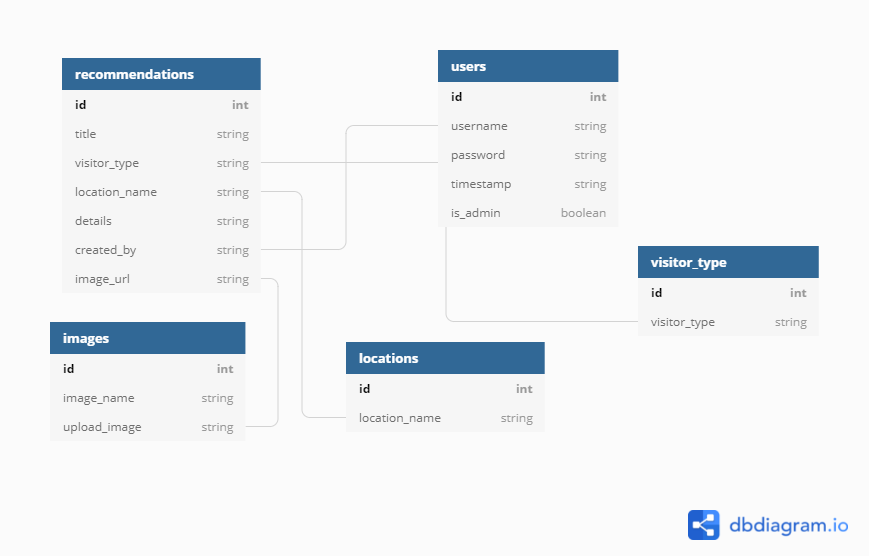 recommendations
id int
title string
visitor_type string
location_name string
details string
created_by string
image_url string
users
id int
username string
password string
timestamp string
is_admin boolean
visitor_type
id int
visitor_type string
images
id int
image_name string
upload_image string
locations
id int
location_name string
dbdiagram.io